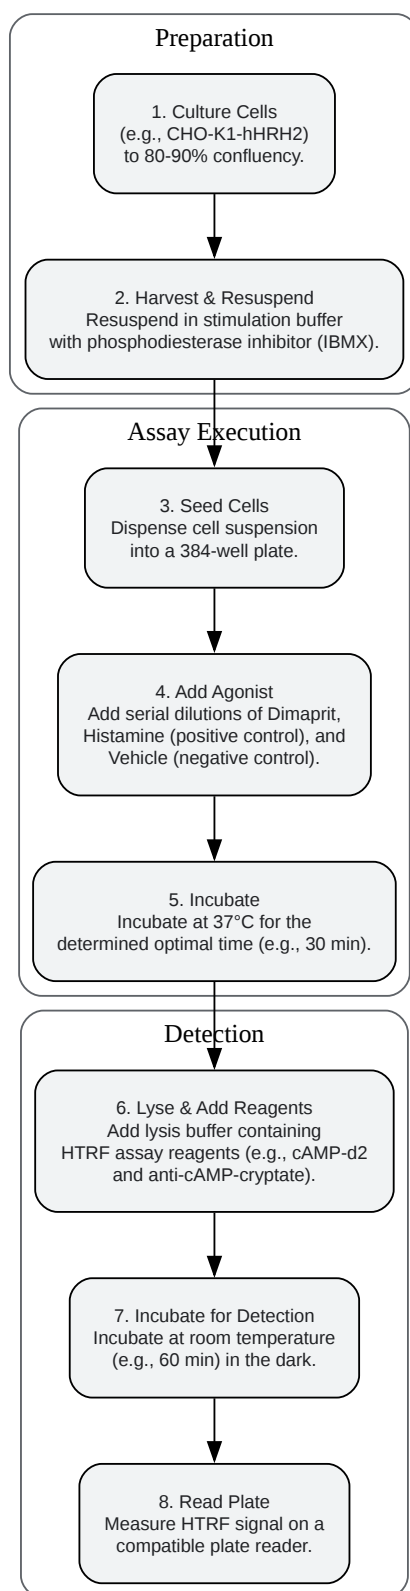 Preparation
1. Culture Cells
(e.g., CHO-K1-hHRH2)
to 80-90% confluency.
2. Harvest & Resuspend
Resuspend in stimulation buffer
with phosphodiesterase inhibitor (IBMX).
Assay Execution
3. Seed Cells
Dispense cell suspension
into a 384-well plate.
4. Add Agonist
Add serial dilutions of Dimaprit,
Histamine (positive control), and
Vehicle (negative control).
5. Incubate
Incubate at 37°C for the
determined optimal time (e.g., 30 min).
Detection
6. Lyse & Add Reagents
Add lysis buffer containing
HTRF assay reagents (e.g., cAMP-d2
and anti-cAMP-cryptate).
7. Incubate for Detection
Incubate at room temperature
(e.g., 60 min) in the dark.
8. Read Plate
Measure HTRF signal on a
compatible plate reader.